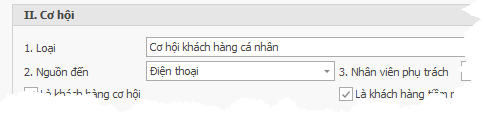 II. Cơ hội
1. Loại Cơ hội khách hàng cá nhân
2. Nguồn đến Điện thoại 3. Nhân viên phụ trách
Là khách hàng cơ hội Là khách hàng tiềm